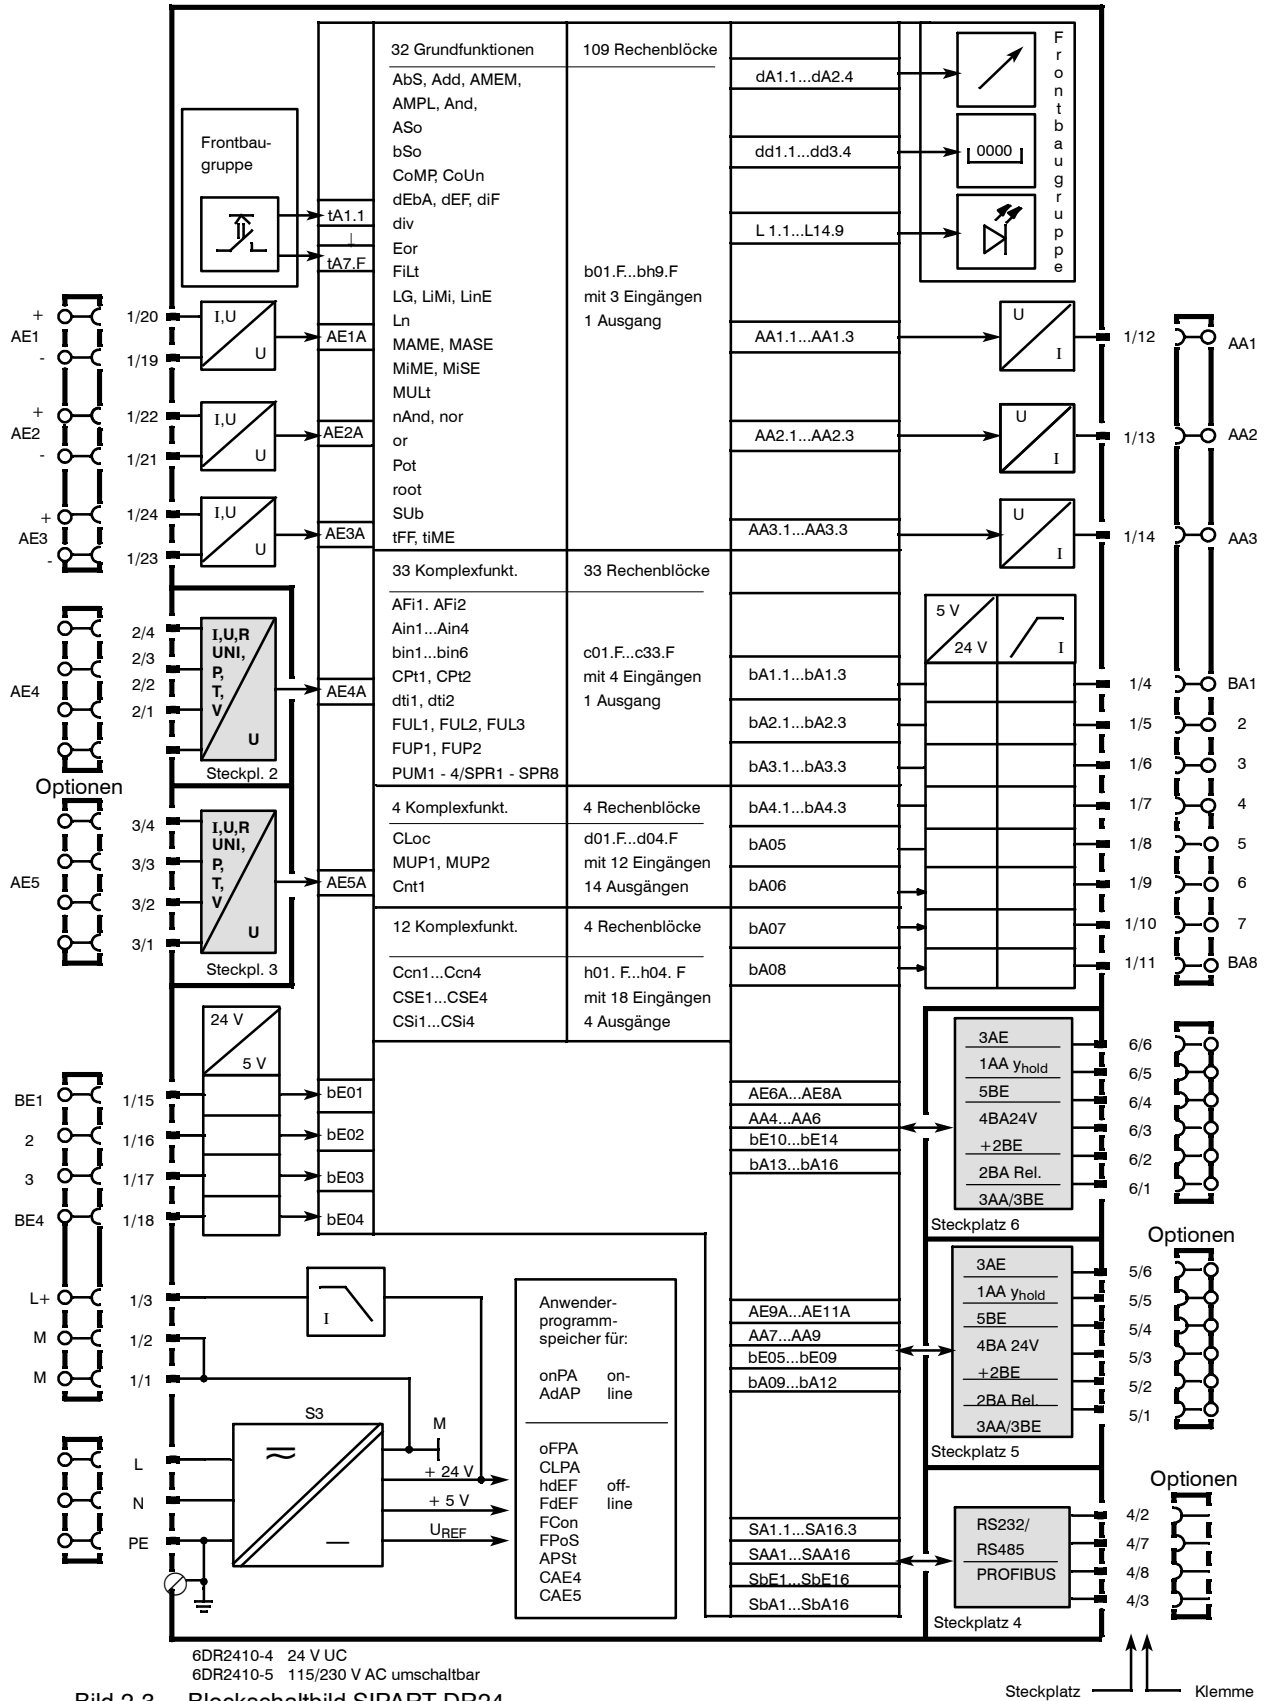 32 Grundfunktionen
109 Rechenblöcke
AbS, Add, AMEM,
AMPL, And,
ASo
bSo
CoMP, CoUn
dEbA, dEF, diF
div
Eor
FiLt
LG, LiMi, LinE
Ln
MAME, MASE
MiME, MiSE
MULt
nAnd, nor
or
Pot
root
SUb
tFF, tiME
b01.F...bh9.F
mit 3 Eingängen
1 Ausgang
33 Komplexfunkt.
33 Rechenblöcke
AFi1. AFi2
Ain1...Ain4
bin1...bin6
CPt1, CPt2
dti1, dti2
FUL1, FUL2, FUL3
FUP1, FUP2
PUM1 - 4/SPR1 - SPR8
c01.F...c33.F
mit 4 Eingängen
1 Ausgang
4 Komplexfunkt.
4 Rechenblöcke
CLoc
MUP1, MUP2
Cnt1
d01.F...d04.F
mit 12 Eingängen
14 Ausgängen
12 Komplexfunkt.
4 Rechenblöcke
Ccn1...Ccn4
CSE1...CSE4
CSi1...CSi4
h01. F...h04. F
mit 18 Eingängen
4 Ausgänge
Frontbau-
gruppe
tA1.1
↓
tA7.F
+
AE1
-
1/20
1/19
I,U
U
AE1A
+
AE2
-
1/22
1/21
I,U
U
AE2A
+
AE3
-
1/24
1/23
I,U
U
AE3A
AE4
2/4
2/3
2/2
2/1
I,U,R
UNI,
P,
T,
V
U
Steckpl. 2
AE4A
Optionen
AE5
3/4
3/3
3/2
3/1
I,U,R
UNI,
P,
T,
V
U
Steckpl. 3
AE5A
24 V
5 V
BE1
2
3
BE4
1/15
1/16
1/17
1/18
bE01
bE02
bE03
bE04
L+
M
M
1/3
1/2
1/1
I
S3
M
L
N
PE
+ 24 V
+ 5 V
UREF
Anwender-
programm-
speicher für:
onPA on-
AdAP line
oFPA
CLPA
hdEF off-
FdEF line
FCon
FPoS
APSt
CAE4
CAE5
dA1.1...dA2.4
dd1.1...dd3.4
L 1.1...L14.9
0000
Frontbaugruppe
AA1.1...AA1.3
U
I
1/12
AA1
AA2.1...AA2.3
U
I
1/13
AA2
AA3.1...AA3.3
U
I
1/14
AA3
5 V
24 V
I
bA1.1...bA1.3
bA2.1...bA2.3
bA3.1...bA3.3
bA4.1...bA4.3
bA05
bA06
bA07
bA08
1/4
1/5
1/6
1/7
1/8
1/9
1/10
1/11
BA1
2
3
4
5
6
7
BA8
AE6A...AE8A
AA4...AA6
bE10...bE14
bA13...bA16
3AE
1AA yhold
5BE
4BA24V
+2BE
2BA Rel.
3AA/3BE
Steckplatz 6
6/6
6/5
6/4
6/3
6/2
6/1
Optionen
AE9A...AE11A
AA7...AA9
bE05...bE09
bA09...bA12
3AE
1AA yhold
5BE
4BA 24V
+2BE
2BA Rel.
3AA/3BE
Steckplatz 5
5/6
5/5
5/4
5/3
5/2
5/1
Optionen
SA1.1...SA16.3
SAA1...SAA16
SbE1...SbE16
SbA1...SbA16
RS232/
RS485
PROFIBUS
Steckplatz 4
4/2
4/7
4/8
4/3
6DR2410-4 24 V UC
6DR2410-5 115/230 V AC umschaltbar
Steckplatz
Klemme
Bild 2-3 Blockschaltbild SIPART DR24